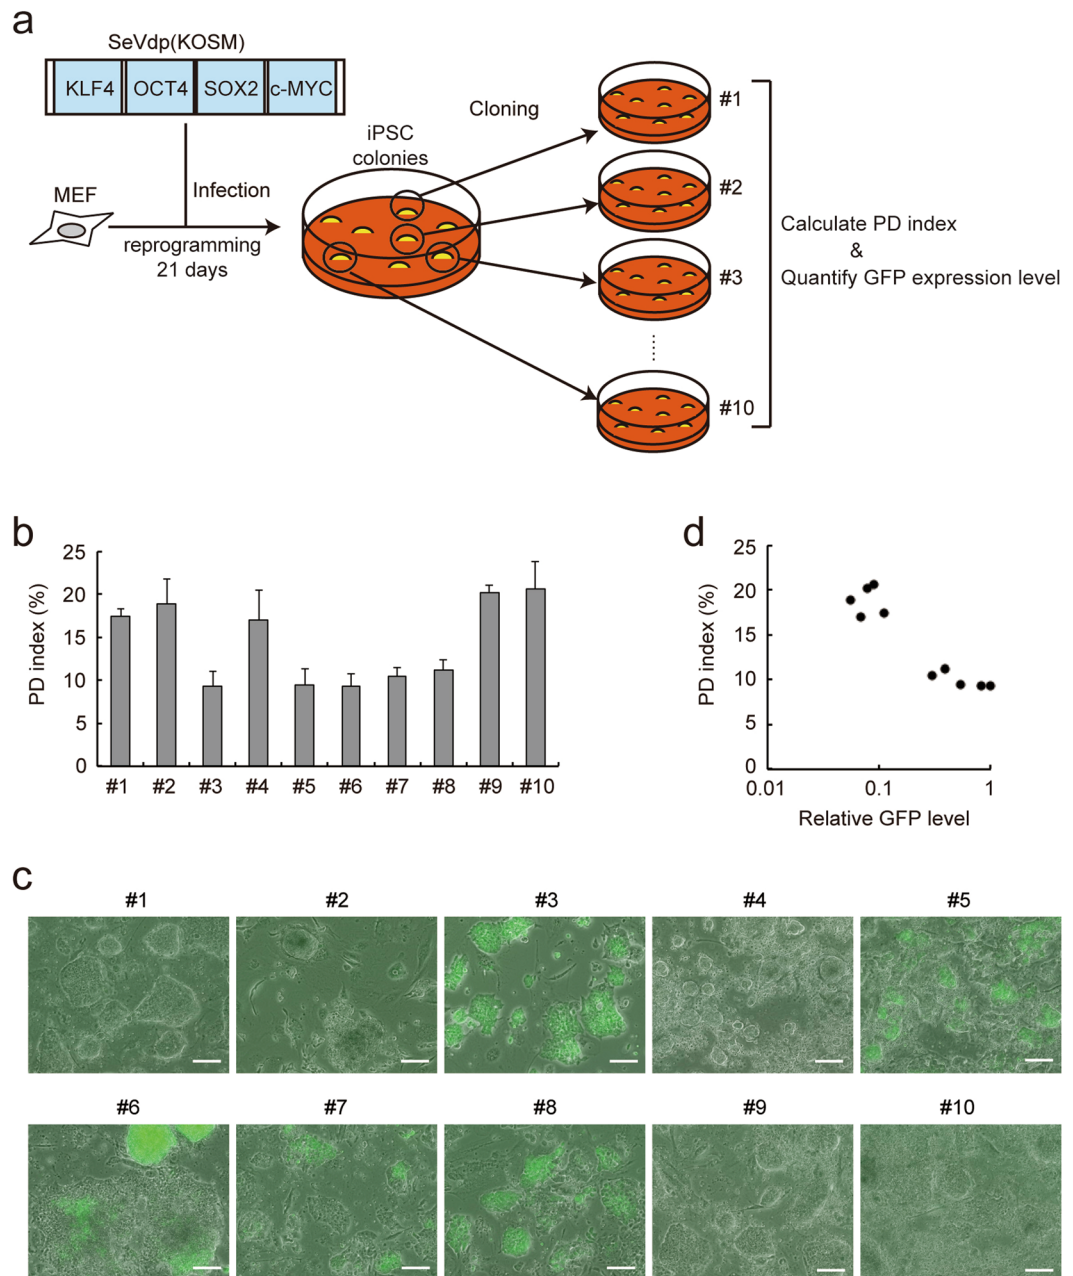 a
SeVdp(KOSM)
KLF4 OCT4 SOX2 c-MYC
MEF
Infection
reprogramming
21 days
iPSC
colonies
Cloning
#1
#2
#3
#10
Calculate PD index
&
Quantify GFP expression level
b
PD index (%)
25
20
15
10
5
0
#1 #2 #3 #4 #5 #6 #7 #8 #9 #10
d
PD index (%)
25
20
15
10
5
0
0.01 0.1 1
Relative GFP level
c
#1 #2 #3 #4 #5
#6 #7 #8 #9 #10